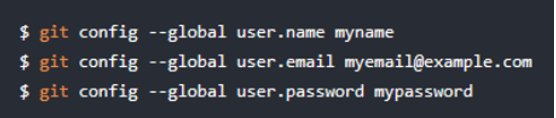 $ git config --global user.name myname
$ git config --global user.email myemail@example.com
$ git config --global user.password mypassword